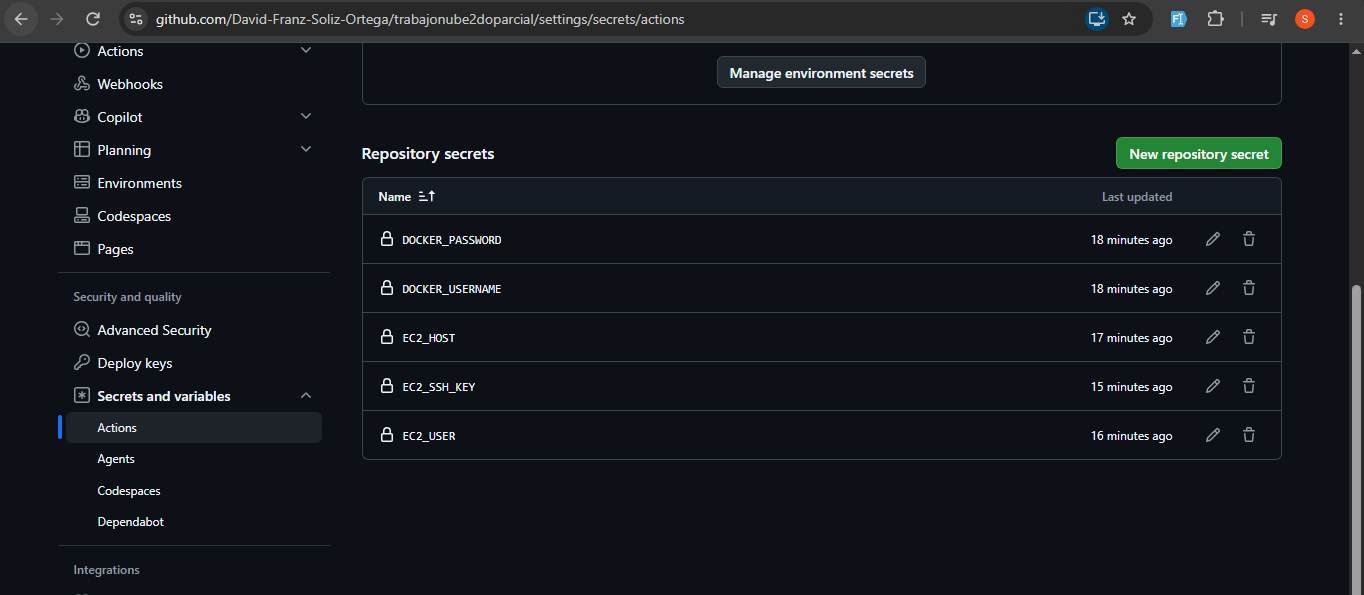 github.com/David-Franz-Soliz-Ortega/trabajonube2doparcial/settings/secrets/actions
S
Actions
Webhooks
Copilot
Planning
Environments
Codespaces
Pages
Security and quality
Advanced Security
Deploy keys
Secrets and variables
Actions
Agents
Codespaces
Dependabot
Integrations
Manage environment secrets
Repository secrets
New repository secret
Name Last updated
DOCKER_PASSWORD 18 minutes ago
DOCKER_USERNAME 18 minutes ago
EC2_HOST 17 minutes ago
EC2_SSH_KEY 15 minutes ago
EC2_USER 16 minutes ago